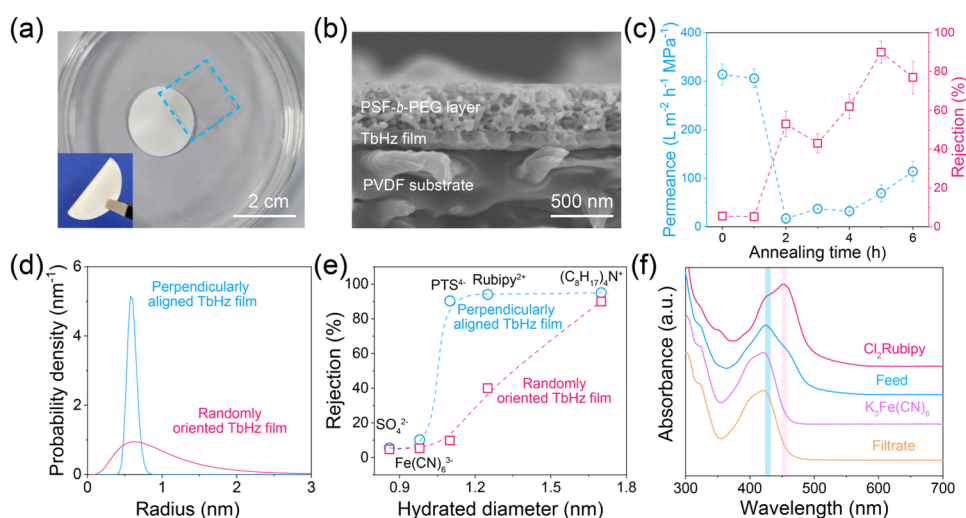 (a)
2 cm
(b)
PSF-b-PEG layer
TbHz film
PVDF substrate
500 nm
(c)
Permeance (L m⁻² h⁻¹ MPa⁻¹)
400
300
200
100
0
0 2 4 6
Annealing time (h)
100
80
60
40
20
0
Rejection (%)
(d)
Probability density (nm⁻¹)
6
5
4
3
2
1
0
0 1 2 3
Radius (nm)
Perpendicularly
aligned TbHz film
Randomly
oriented TbHz film
(e)
Rejection (%)
100
80
60
40
20
0
0.9 1.2 1.5 1.8
Hydrated diameter (nm)
SO₄²⁻
Fe(CN)₆³⁻
PTS⁴⁻
Rubipy²⁺
(C₈H₁₇)₄N⁺
Perpendicularly
aligned TbHz film
Randomly
oriented TbHz film
(f)
Absorbance (a.u.)
Cl₂Rubipy
Feed
K₃Fe(CN)₆
Filtrate
300 400 500 600 700
Wavelength (nm)